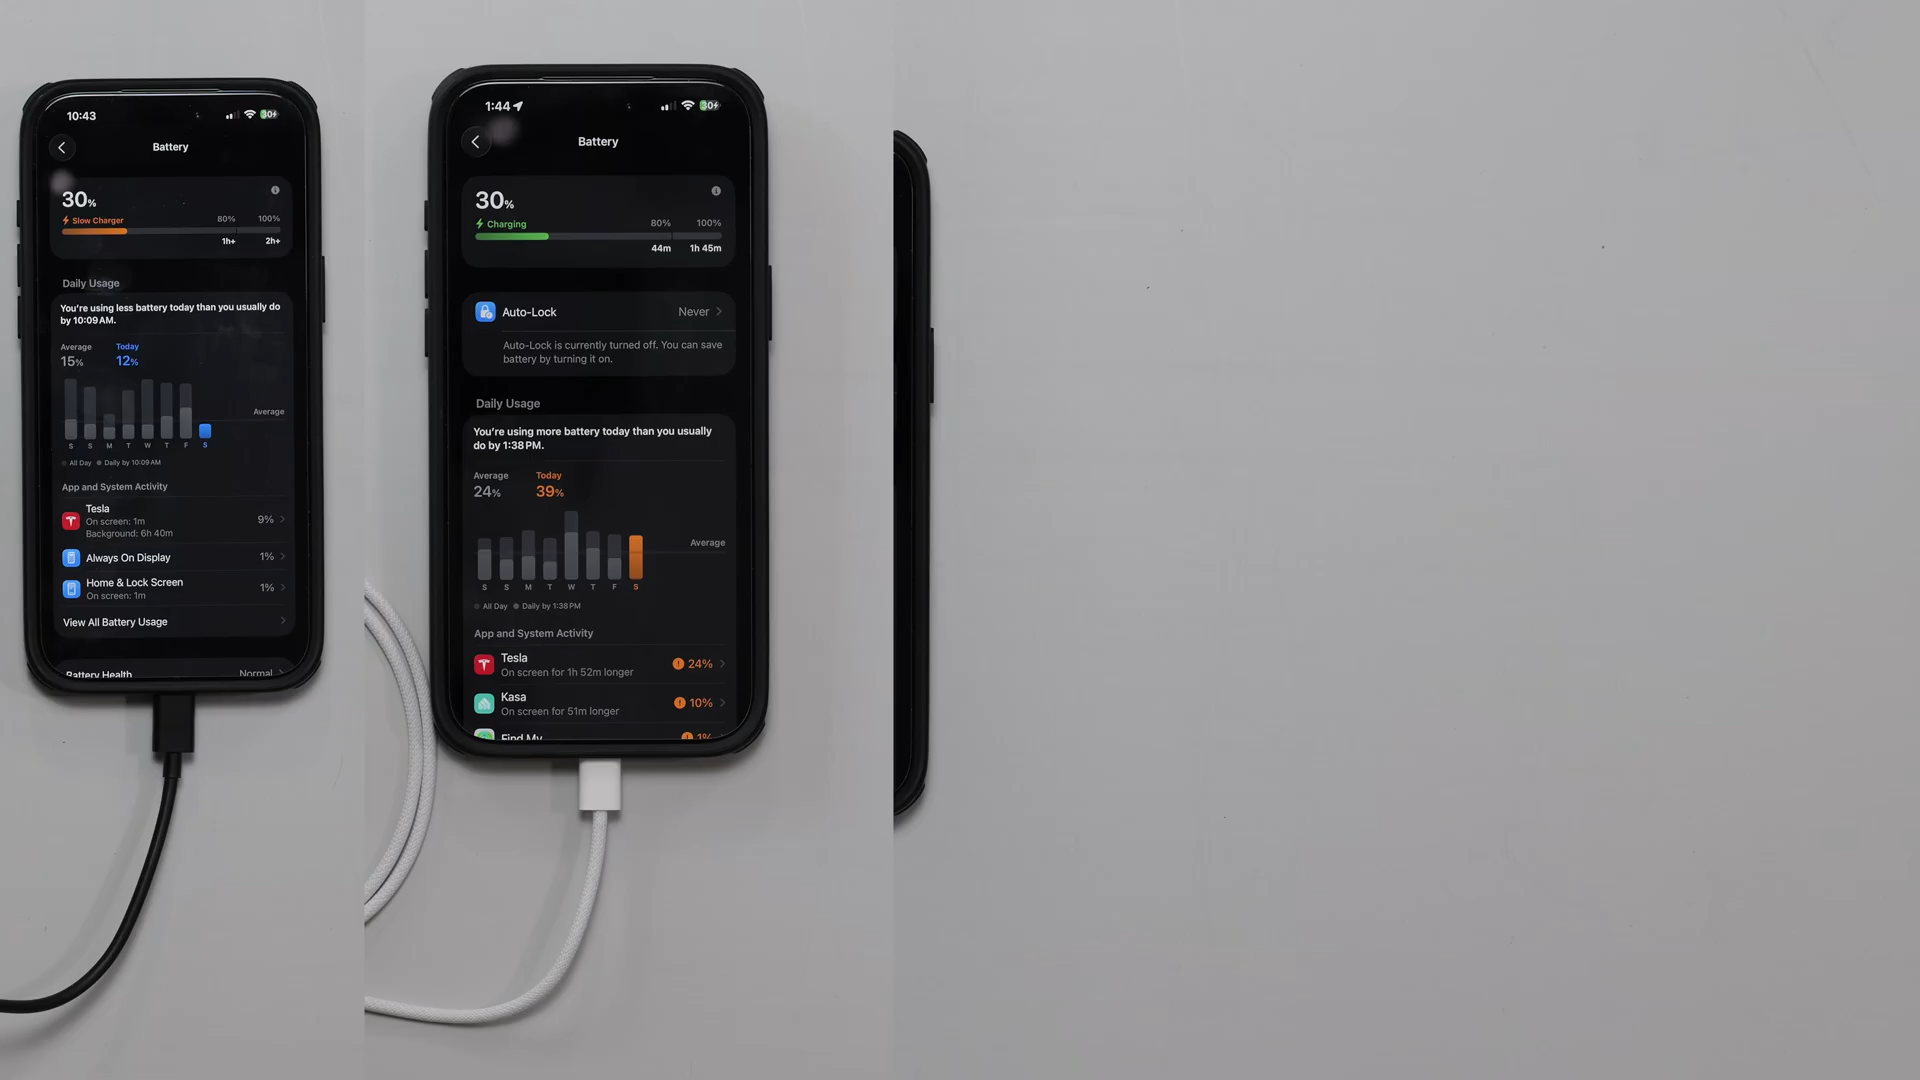 10:43
30
Battery
30%
Slow Charger
80%
100%
1h+
2h+
Daily Usage
You're using less battery today than you usually do
by 10:09 AM.
Average
Today
15%
12%
Average
S S M T W T F S
All Day Daily by 10:09 AM
App and System Activity
Tesla
On screen: 1m
Background: 6h 40m
9%
Always On Display
1%
Home & Lock Screen
On screen: 1m
1%
View All Battery Usage
Battery Health
Normal
1:44
30
Battery
30%
Charging
80%
100%
44m
1h 45m
Auto-Lock
Never
Auto-Lock is currently turned off. You can save
battery by turning it on.
Daily Usage
You're using more battery today than you usually
do by 1:38 PM.
Average
Today
24%
39%
Average
S S M T W T F S
All Day Daily by 1:38 PM
App and System Activity
Tesla
On screen for 1h 52m longer
24%
Kasa
On screen for 51m longer
10%
Find My
1%